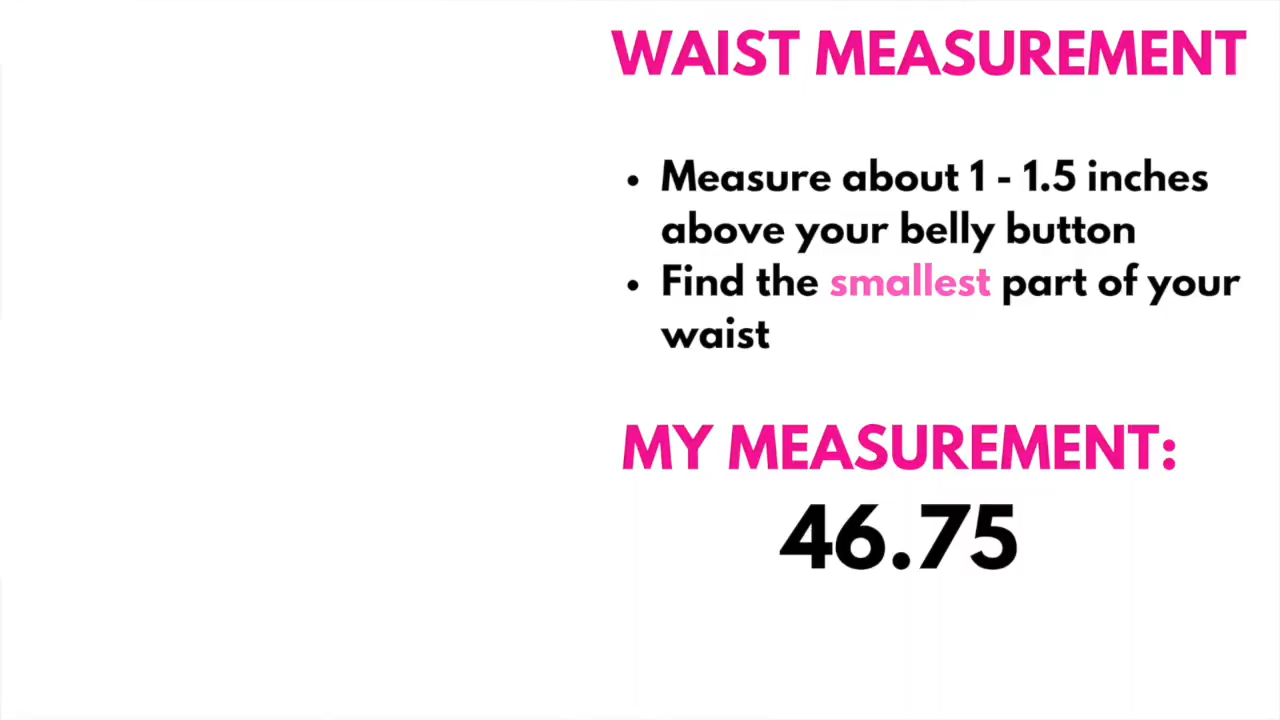 WAIST MEASUREMENT
• Measure about 1 - 1.5 inches
above your belly button
• Find the smallest part of your
waist
MY MEASUREMENT:
46.75